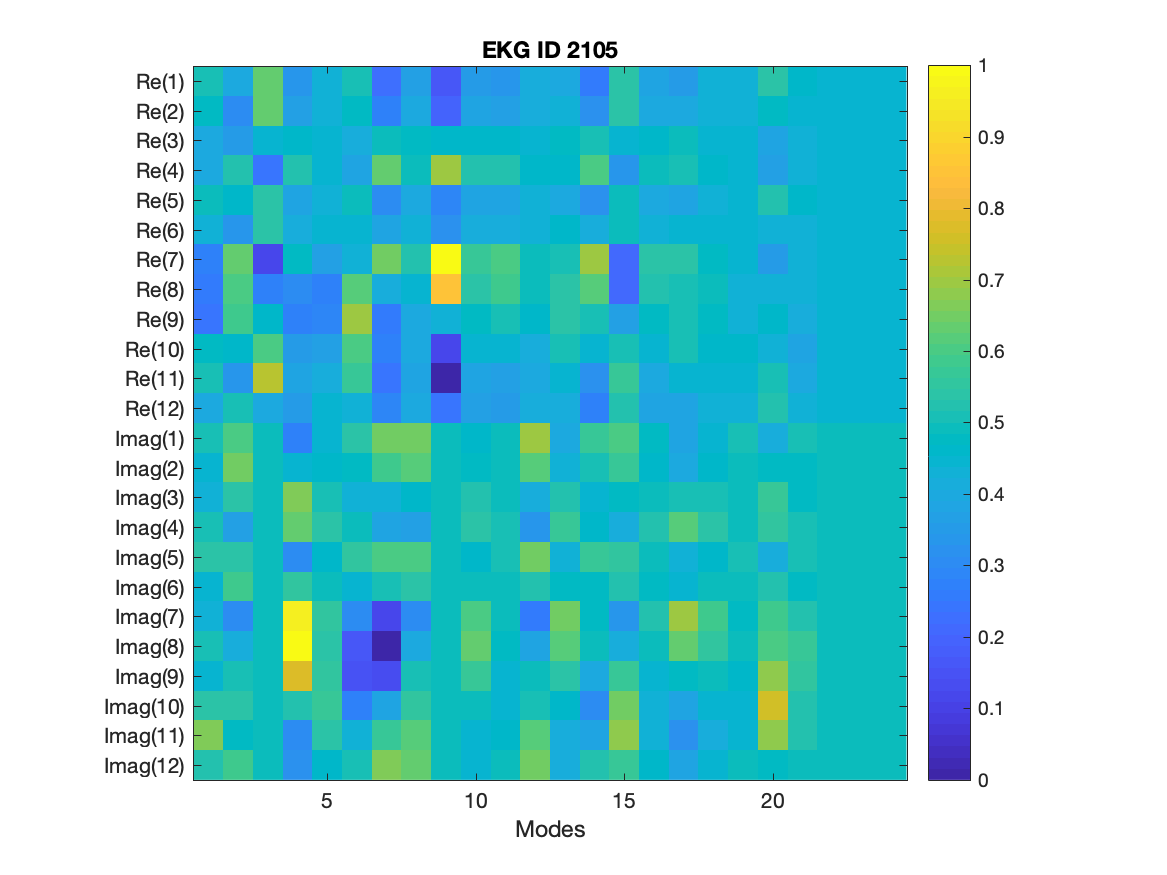 EKG ID 2105
Re(1)
Re(2)
Re(3)
Re(4)
Re(5)
Re(6)
Re(7)
Re(8)
Re(9)
Re(10)
Re(11)
Re(12)
Imag(1)
Imag(2)
Imag(3)
Imag(4)
Imag(5)
Imag(6)
Imag(7)
Imag(8)
Imag(9)
Imag(10)
Imag(11)
Imag(12)
5 10 15 20
Modes
1
0.9
0.8
0.7
0.6
0.5
0.4
0.3
0.2
0.1
0